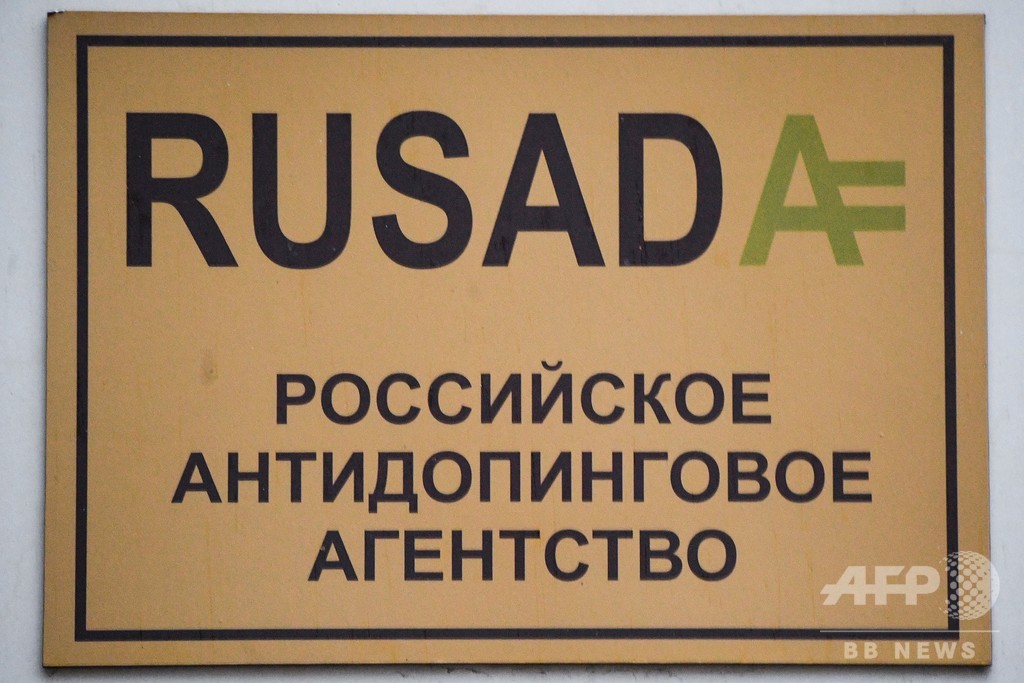 RUSADA
РОССИЙСКОЕ
АНТИДОПИНГОВОЕ
АГЕНТСТВО
AFP
BB NEWS